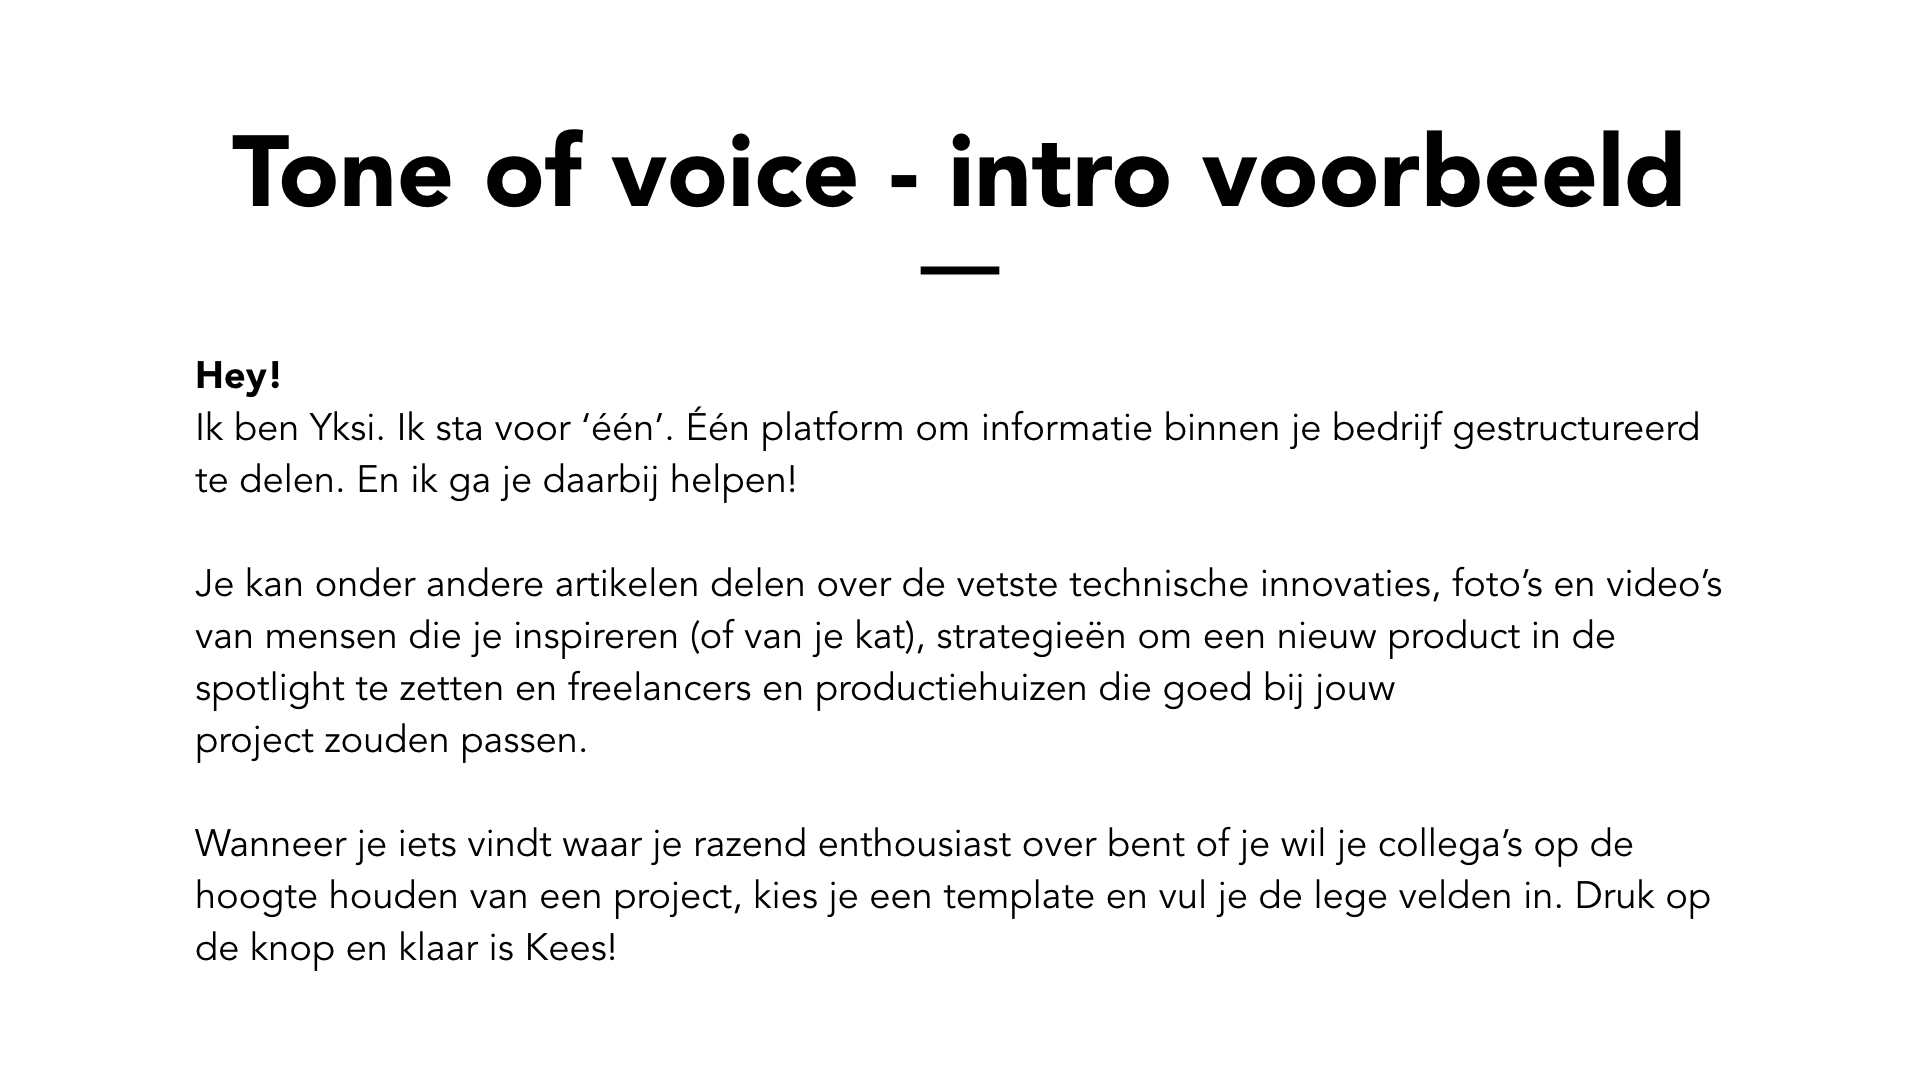 Tone of voice - intro voorbeeld
Hey!
Ik ben Yksi. Ik sta voor ‘één’. Één platform om informatie binnen je bedrijf gestructureerd
te delen. En ik ga je daarbij helpen!
Je kan onder andere artikelen delen over de vetste technische innovaties, foto’s en video’s
van mensen die je inspireren (of van je kat), strategieën om een nieuw product in de
spotlight te zetten en freelancers en productiehuizen die goed bij jouw
project zouden passen.
Wanneer je iets vindt waar je razend enthousiast over bent of je wil je collega’s op de
hoogte houden van een project, kies je een template en vul je de lege velden in. Druk op
de knop en klaar is Kees!